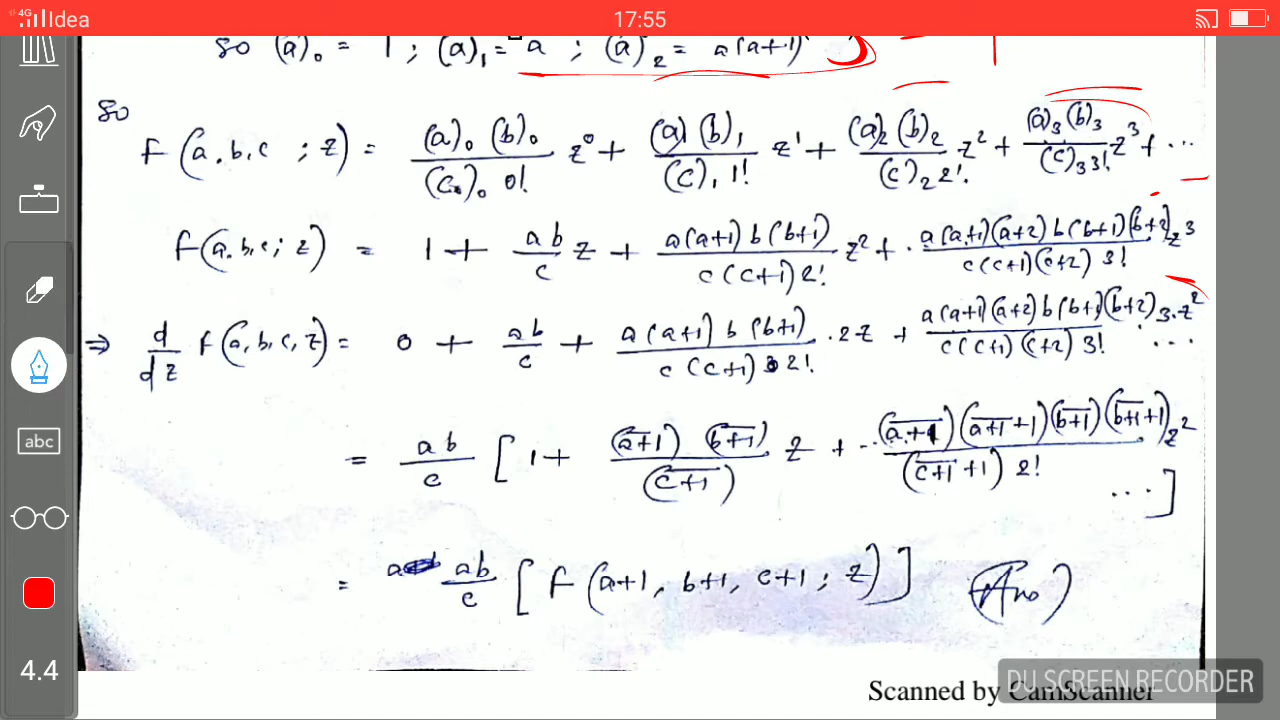 4G Idea 17:55
so (a)₀ = 1 ; (a)₁ = a ; (a)₂ = a(a+1)
so
F(a.b,c ; z) = (a)₀ (b)₀ / (c)₀ 0! z⁰ + (a) (b)₁ / (c)₁ 1! z¹ + (a)₂ (b)₂ / (c)₂ 2! z² + (a)₃ (b)₃ / (c)₃ 3! z³ + ...
F(a.b,c; z) = 1 + ab/c z + a(a+1) b(b+1) / c(c+1) 2! z² + a(a+1)(a+2) b(b+1)(b+2) / c(c+1)(c+2) 3! z³
⇒ d/dz F(a,b,c,z) = 0 + ab/c + a(a+1) b(b+1) / c(c+1) 2! . 2z + a(a+1)(a+2) b(b+1)(b+2) / c(c+1)(c+2) 3! 3.z² ...
= ab/c [ 1 + (a+1) (b+1) / (c+1) z + (a+1)(a+1+1)(b+1)(b+1+1) / (c+1+1) 2! z² ... ]
= ab/c [ F(a+1, b+1, c+1 ; z) ] (Ans)
abc
4.4
Scanned by CamScanner
DU SCREEN RECORDER